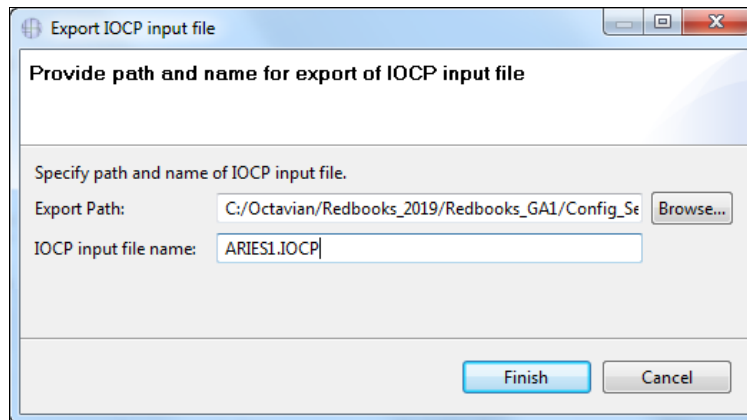 Export IOCP input file
Provide path and name for export of IOCP input file
Specify path and name of IOCP input file.
Export Path: C:/Octavian/Redbooks_2019/Redbooks_GA1/Config_Se Browse...
IOCP input file name: ARIES1.IOCP
Finish Cancel